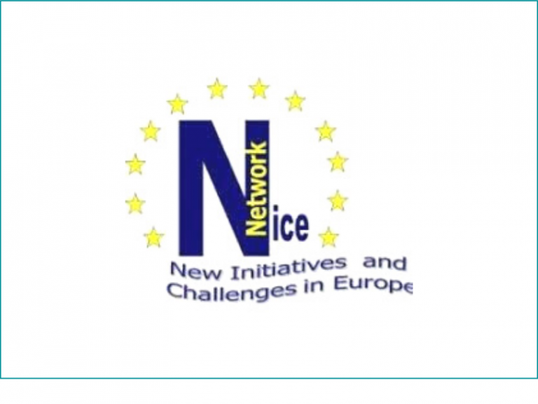 Nice
Network
New Initiatives and
Challenges in Europe